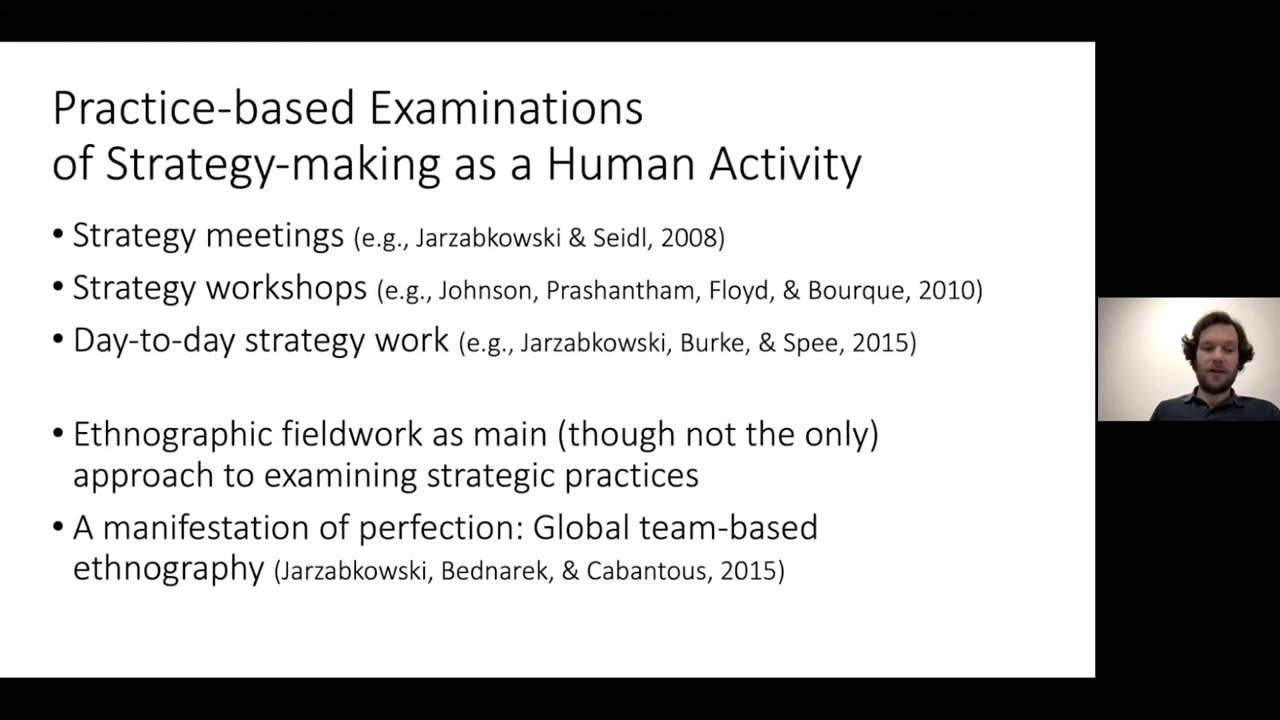 Practice-based Examinations
of Strategy-making as a Human Activity
• Strategy meetings (e.g., Jarzabkowski & Seidl, 2008)
• Strategy workshops (e.g., Johnson, Prashantham, Floyd, & Bourque, 2010)
• Day-to-day strategy work (e.g., Jarzabkowski, Burke, & Spee, 2015)
• Ethnographic fieldwork as main (though not the only)
approach to examining strategic practices
• A manifestation of perfection: Global team-based
ethnography (Jarzabkowski, Bednarek, & Cabantous, 2015)